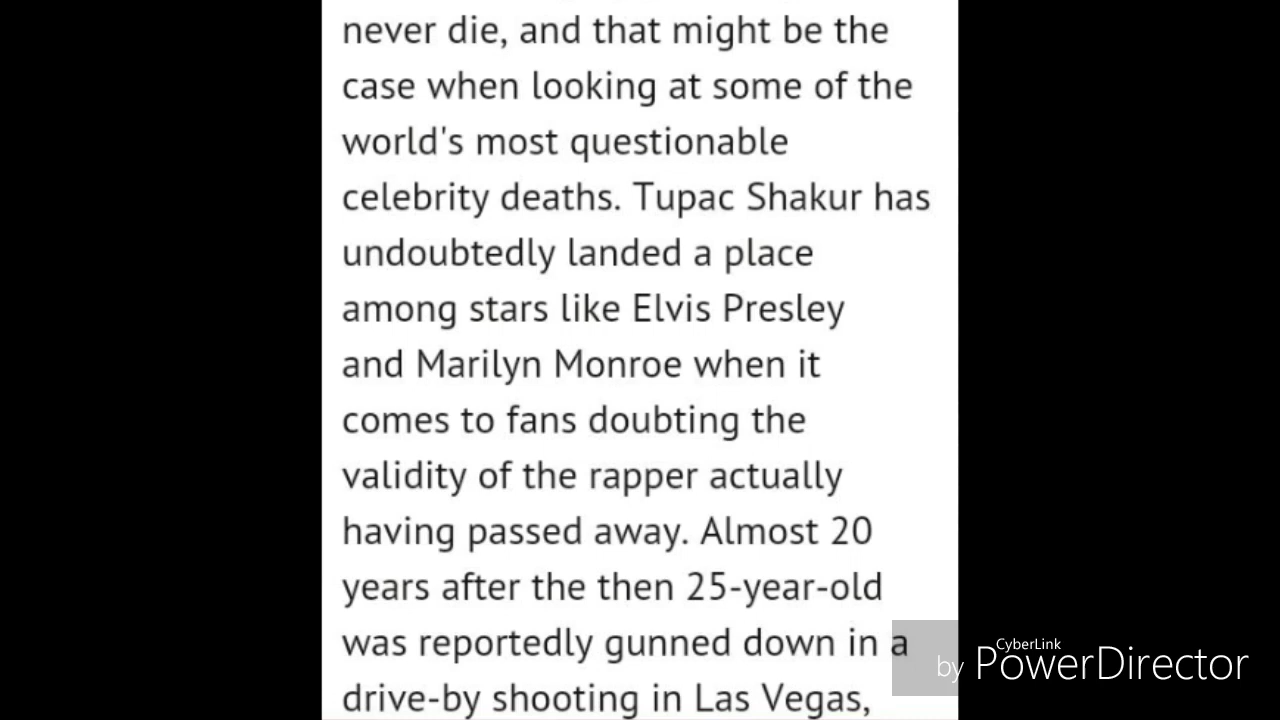 never die, and that might be the
case when looking at some of the
world's most questionable
celebrity deaths. Tupac Shakur has
undoubtedly landed a place
among stars like Elvis Presley
and Marilyn Monroe when it
comes to fans doubting the
validity of the rapper actually
having passed away. Almost 20
years after the then 25-year-old
was reportedly gunned down in a
drive-by shooting in Las Vegas,
CyberLink
by PowerDirector